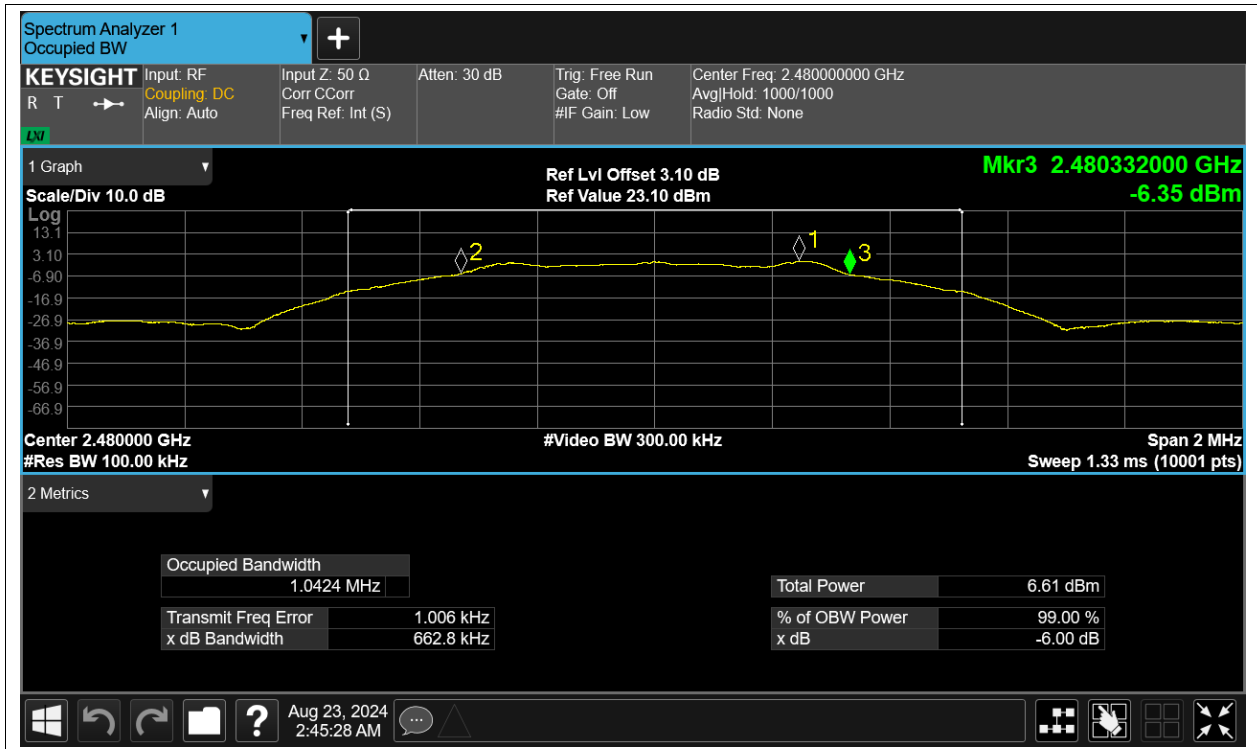 Spectrum Analyzer 1
Occupied BW
+
KEYSIGHT
R T
LXI
Input: RF
Coupling: DC
Align: Auto
Input Z: 50 Ω
Corr CCorr
Freq Ref: Int (S)
Atten: 30 dB
Trig: Free Run
Gate: Off
#IF Gain: Low
Center Freq: 2.480000000 GHz
Avg|Hold: 1000/1000
Radio Std: None
1 Graph
Scale/Div 10.0 dB
Ref Lvl Offset 3.10 dB
Ref Value 23.10 dBm
Mkr3 2.480332000 GHz
-6.35 dBm
Log
13.1
3.10
-6.90
-16.9
-26.9
-36.9
-46.9
-56.9
-66.9
2
1
3
Center 2.480000 GHz
#Res BW 100.00 kHz
#Video BW 300.00 kHz
Span 2 MHz
Sweep 1.33 ms (10001 pts)
2 Metrics
Occupied Bandwidth
1.0424 MHz
Transmit Freq Error 1.006 kHz
x dB Bandwidth 662.8 kHz
Total Power 6.61 dBm
% of OBW Power 99.00 %
x dB -6.00 dB
?
Aug 23, 2024
2:45:28 AM